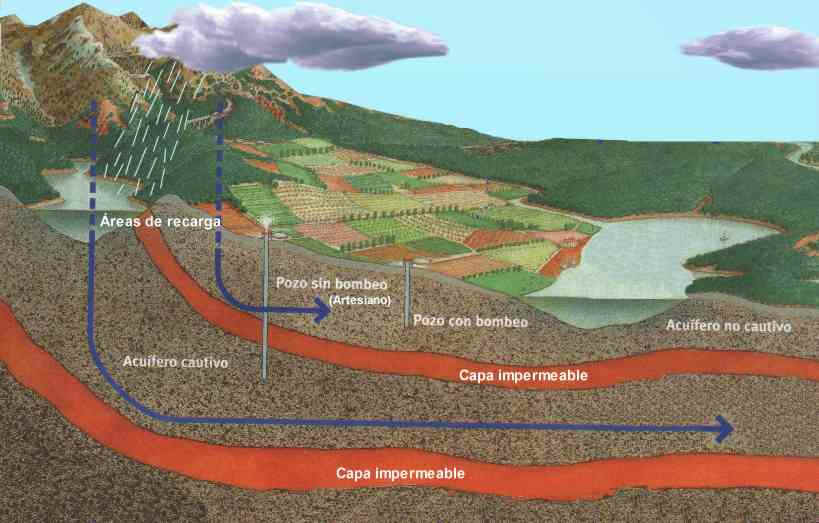 Áreas de recarga
Pozo sin bombeo
(Artesiano)
Pozo con bombeo
Acuífero no cautivo
Acuífero cautivo
Capa impermeable
Capa impermeable